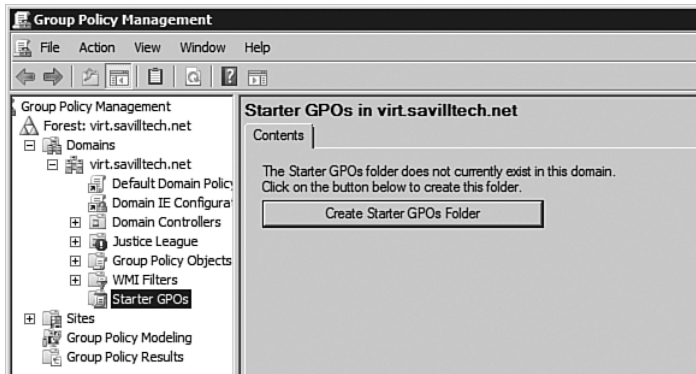 Group Policy Management
File Action View Window Help
Group Policy Management
Forest: virt.savilltech.net
Domains
virt.savilltech.net
Default Domain Policy
Domain IE Configura
Domain Controllers
Justice League
Group Policy Objects
WMI Filters
Starter GPOs
Sites
Group Policy Modeling
Group Policy Results
Starter GPOs in virt.savilltech.net
Contents
The Starter GPOs folder does not currently exist in this domain.
Click on the button below to create this folder.
Create Starter GPOs Folder